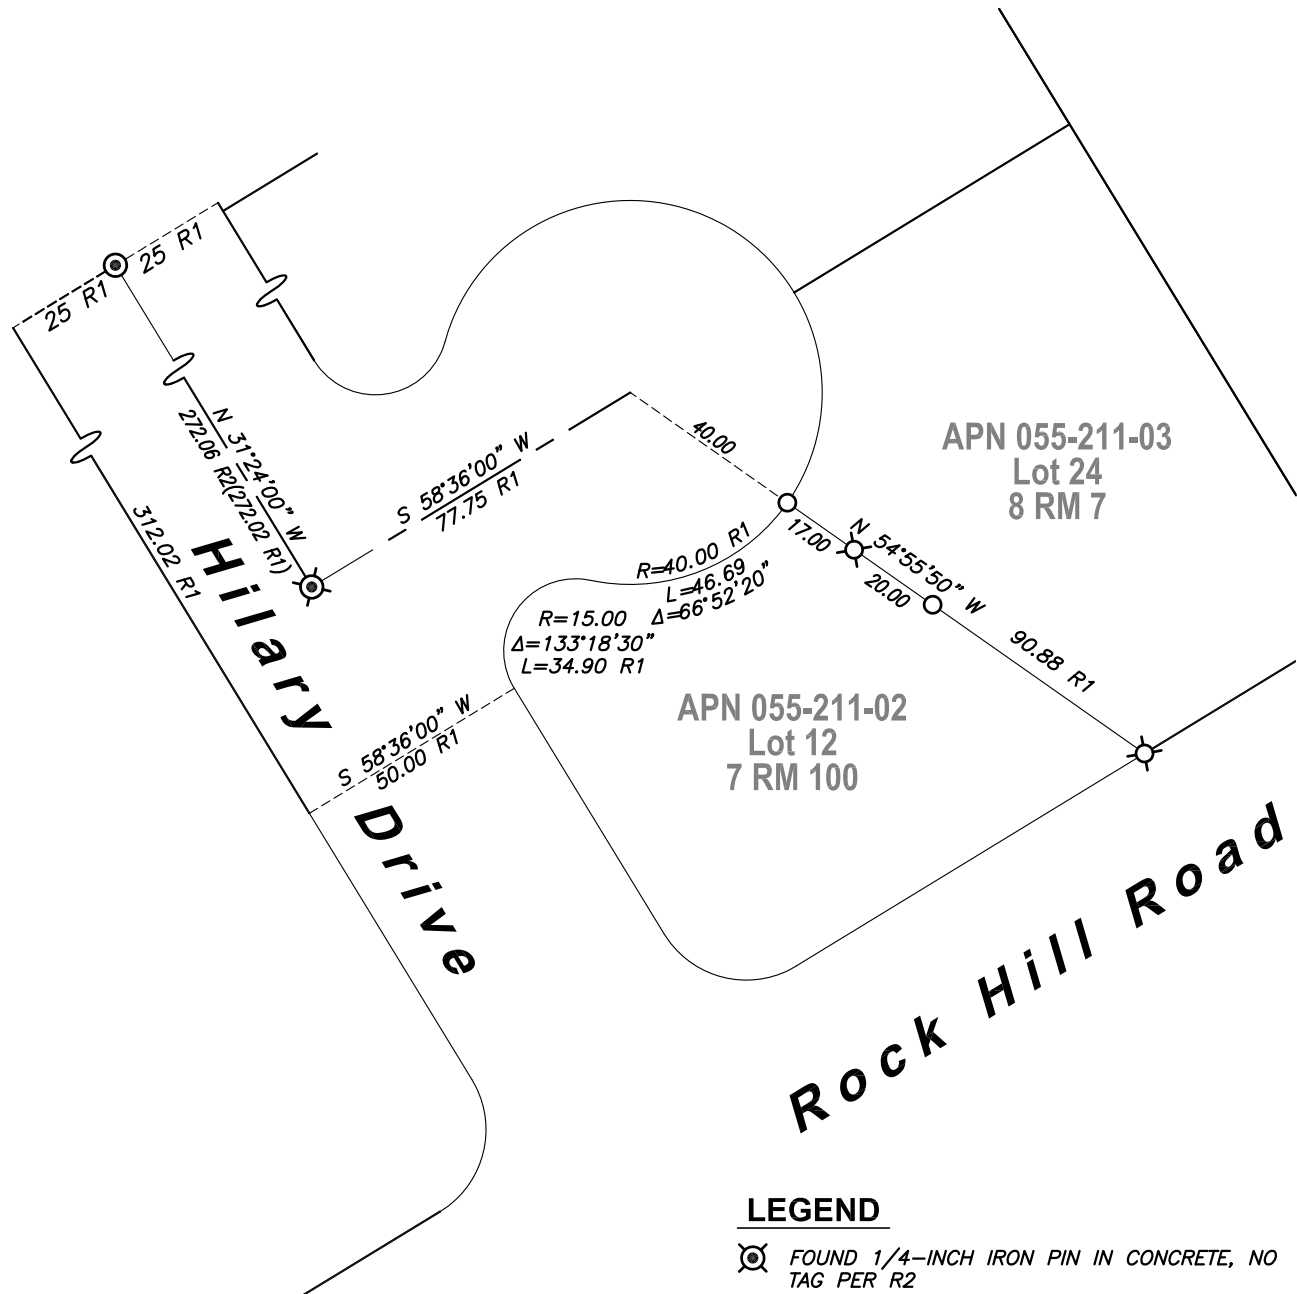 25 R1
25 R1
N 31°24'00" W
272.06 R2(272.02 R1)
312.02 R1
S 58°36'00" W
77.75 R1
40.00
APN 055-211-03
Lot 24
8 RM 7
17.00
N 54°55'50" W
20.00
90.88 R1
R=40.00 R1
L=46.69
Δ=66°52'20"
R=15.00
Δ=133°18'30"
L=34.90 R1
S 58°36'00" W
50.00 R1
APN 055-211-02
Lot 12
7 RM 100
Hilary
Drive
Rock Hill Road
LEGEND
FOUND 1/4-INCH IRON PIN IN CONCRETE, NO
TAG PER R2